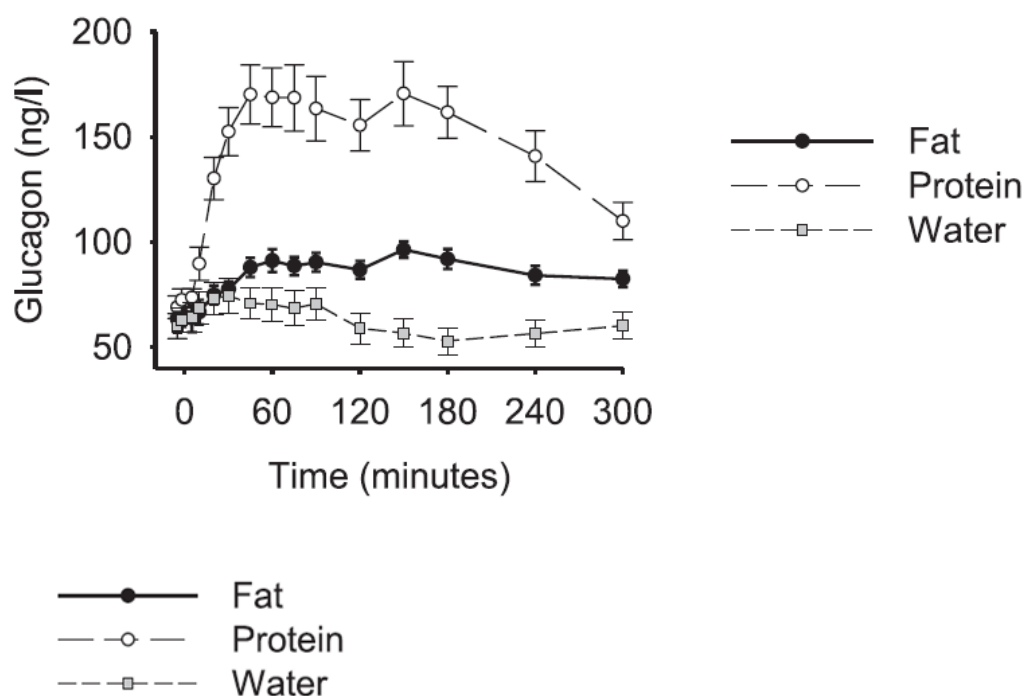 200
150
100
50
Glucagon (ng/l)
0 60 120 180 240 300
Time (minutes)
Fat
Protein
Water
Fat
Protein
Water